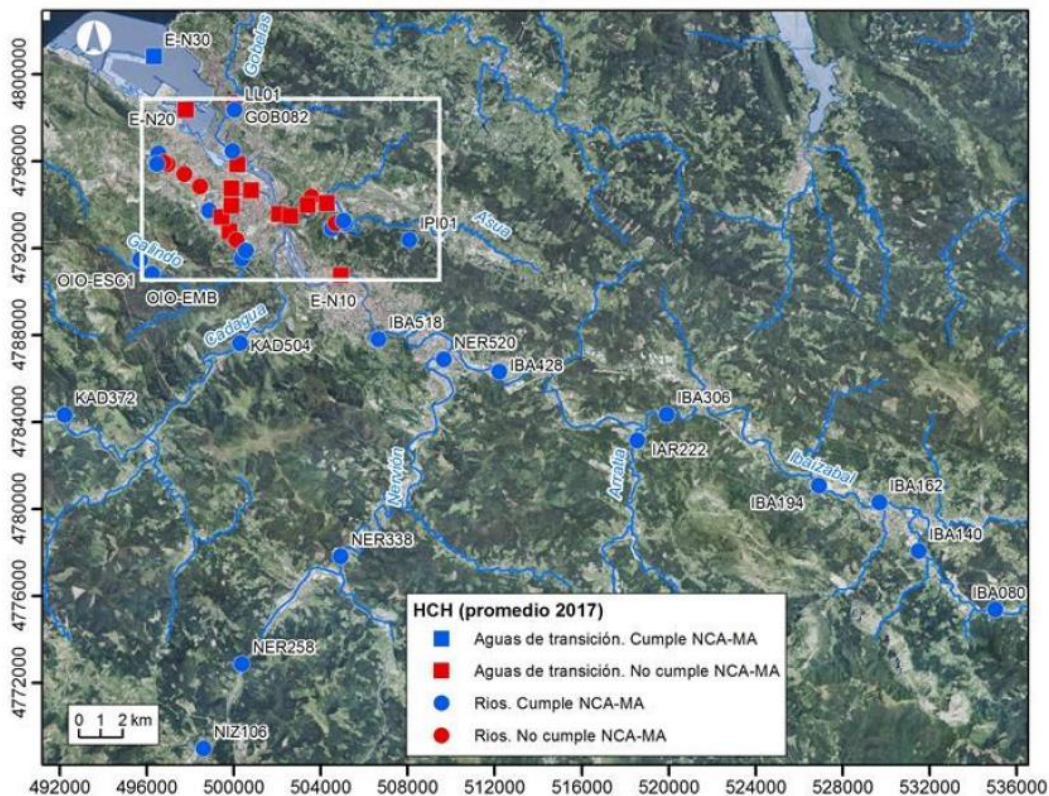 E-N30
Gobelas
LL01
GOB082
E-N20
IPI01
Asua
Galindo
OIO-ESC1
OIO-EMB
E-N10
Cadagua
KAD504
IBA518
NER520
IBA428
KAD372
IBA306
IAR222
Nervión
Arratia
Ibaizabal
IBA194
IBA162
IBA140
IBA080
NER338
NER258
NIZ106
HCH (promedio 2017)
Aguas de transición. Cumple NCA-MA
Aguas de transición. No cumple NCA-MA
Rios. Cumple NCA-MA
Rios. No cumple NCA-MA
0 1 2 km
4800000
4796000
4792000
4788000
4784000
4780000
4776000
4772000
492000 496000 500000 504000 508000 512000 516000 520000 524000 528000 532000 536000